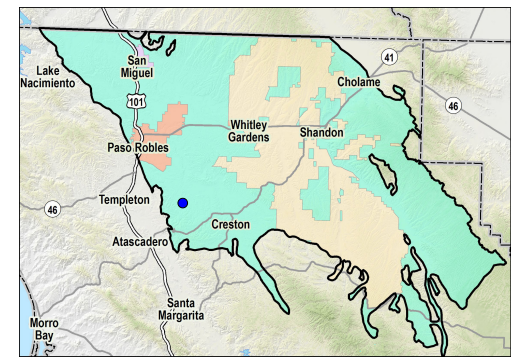 41
San
Miguel
Lake
Nacimiento
Cholame
101
46
Whitley
Gardens
Shandon
Paso Robles
Templeton
46
Creston
Atascadero
Santa
Margarita
Morro
Bay